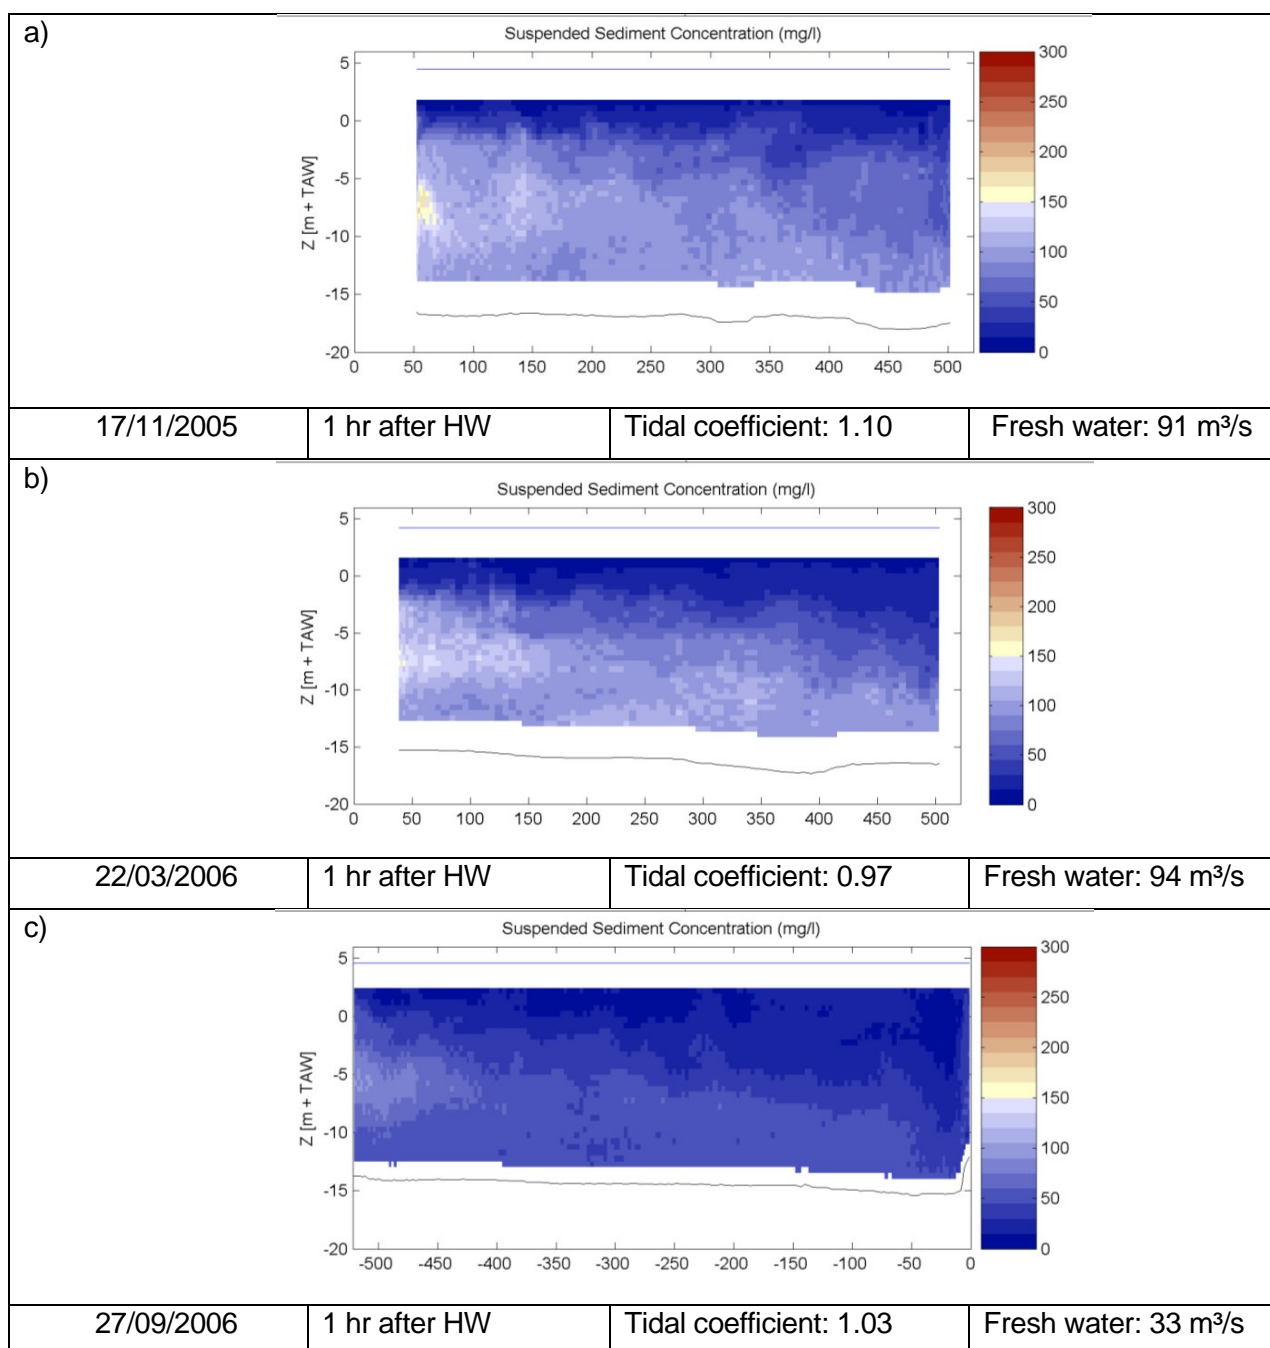 a)
Suspended Sediment Concentration (mg/l)
5
0
-5
-10
-15
-20
Z [m + TAW]
0 50 100 150 200 250 300 350 400 450 500
300
250
200
150
100
50
0
17/11/2005 1 hr after HW Tidal coefficient: 1.10 Fresh water: 91 m³/s
b)
Suspended Sediment Concentration (mg/l)
5
0
-5
-10
-15
-20
Z [m + TAW]
0 50 100 150 200 250 300 350 400 450 500
300
250
200
150
100
50
0
22/03/2006 1 hr after HW Tidal coefficient: 0.97 Fresh water: 94 m³/s
c)
Suspended Sediment Concentration (mg/l)
5
0
-5
-10
-15
-20
Z [m + TAW]
-500 -450 -400 -350 -300 -250 -200 -150 -100 -50 0
300
250
200
150
100
50
0
27/09/2006 1 hr after HW Tidal coefficient: 1.03 Fresh water: 33 m³/s